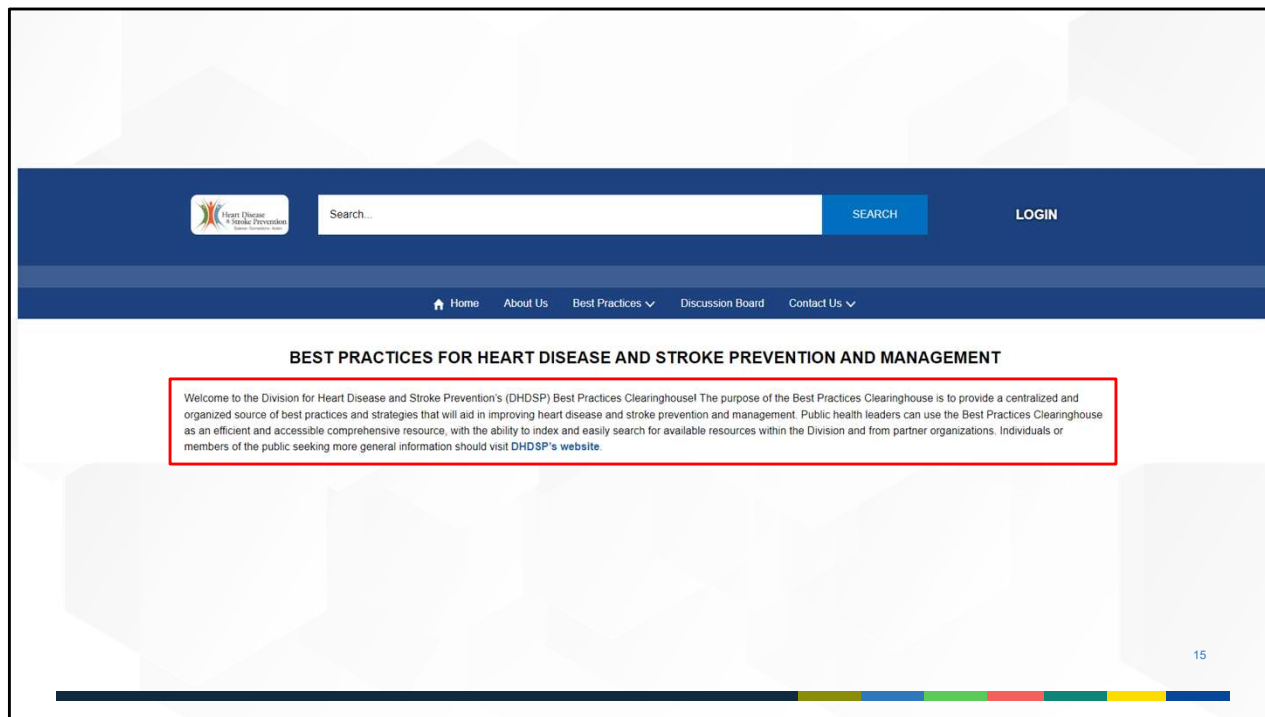 Heart Disease
& Stroke Prevention
Search...
SEARCH
LOGIN
Home About Us Best Practices Discussion Board Contact Us
BEST PRACTICES FOR HEART DISEASE AND STROKE PREVENTION AND MANAGEMENT
Welcome to the Division for Heart Disease and Stroke Prevention's (DHDSP) Best Practices Clearinghouse! The purpose of the Best Practices Clearinghouse is to provide a centralized and
organized source of best practices and strategies that will aid in improving heart disease and stroke prevention and management. Public health leaders can use the Best Practices Clearinghouse
as an efficient and accessible comprehensive resource, with the ability to index and easily search for available resources within the Division and from partner organizations. Individuals or
members of the public seeking more general information should visit DHDSP's website.
15